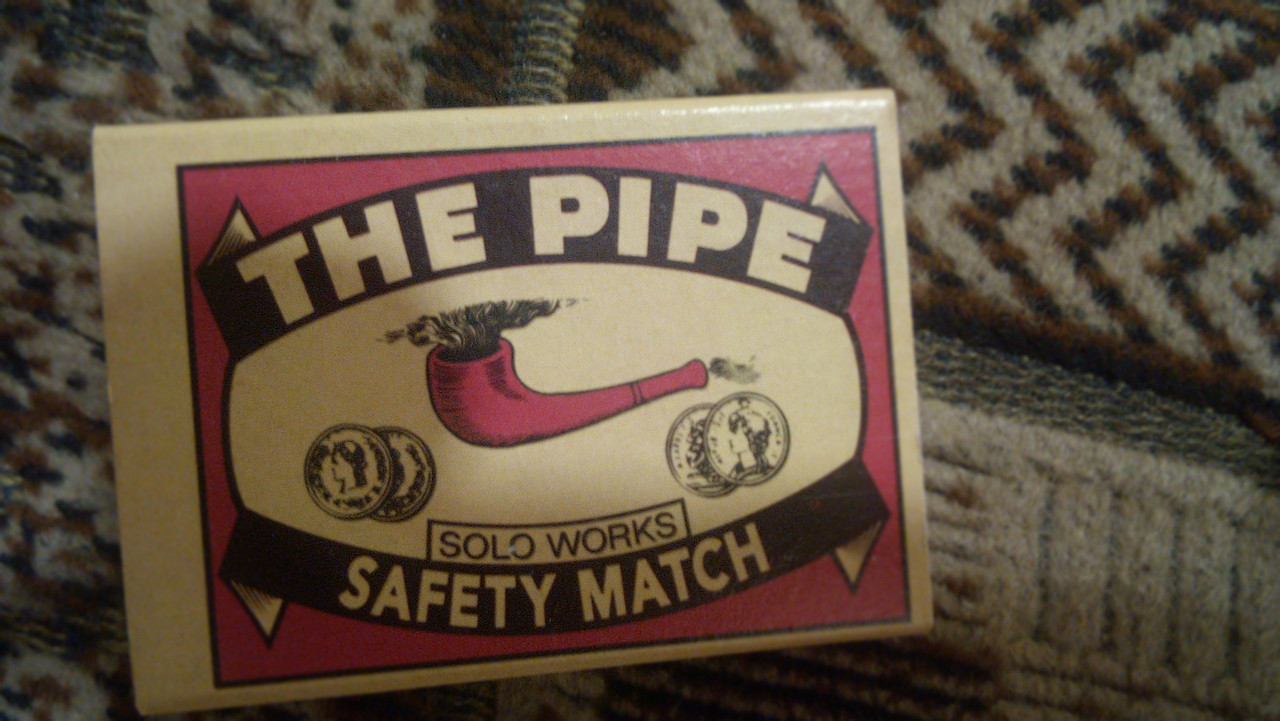 THE PIPE
SOLO WORKS
SAFETY MATCH